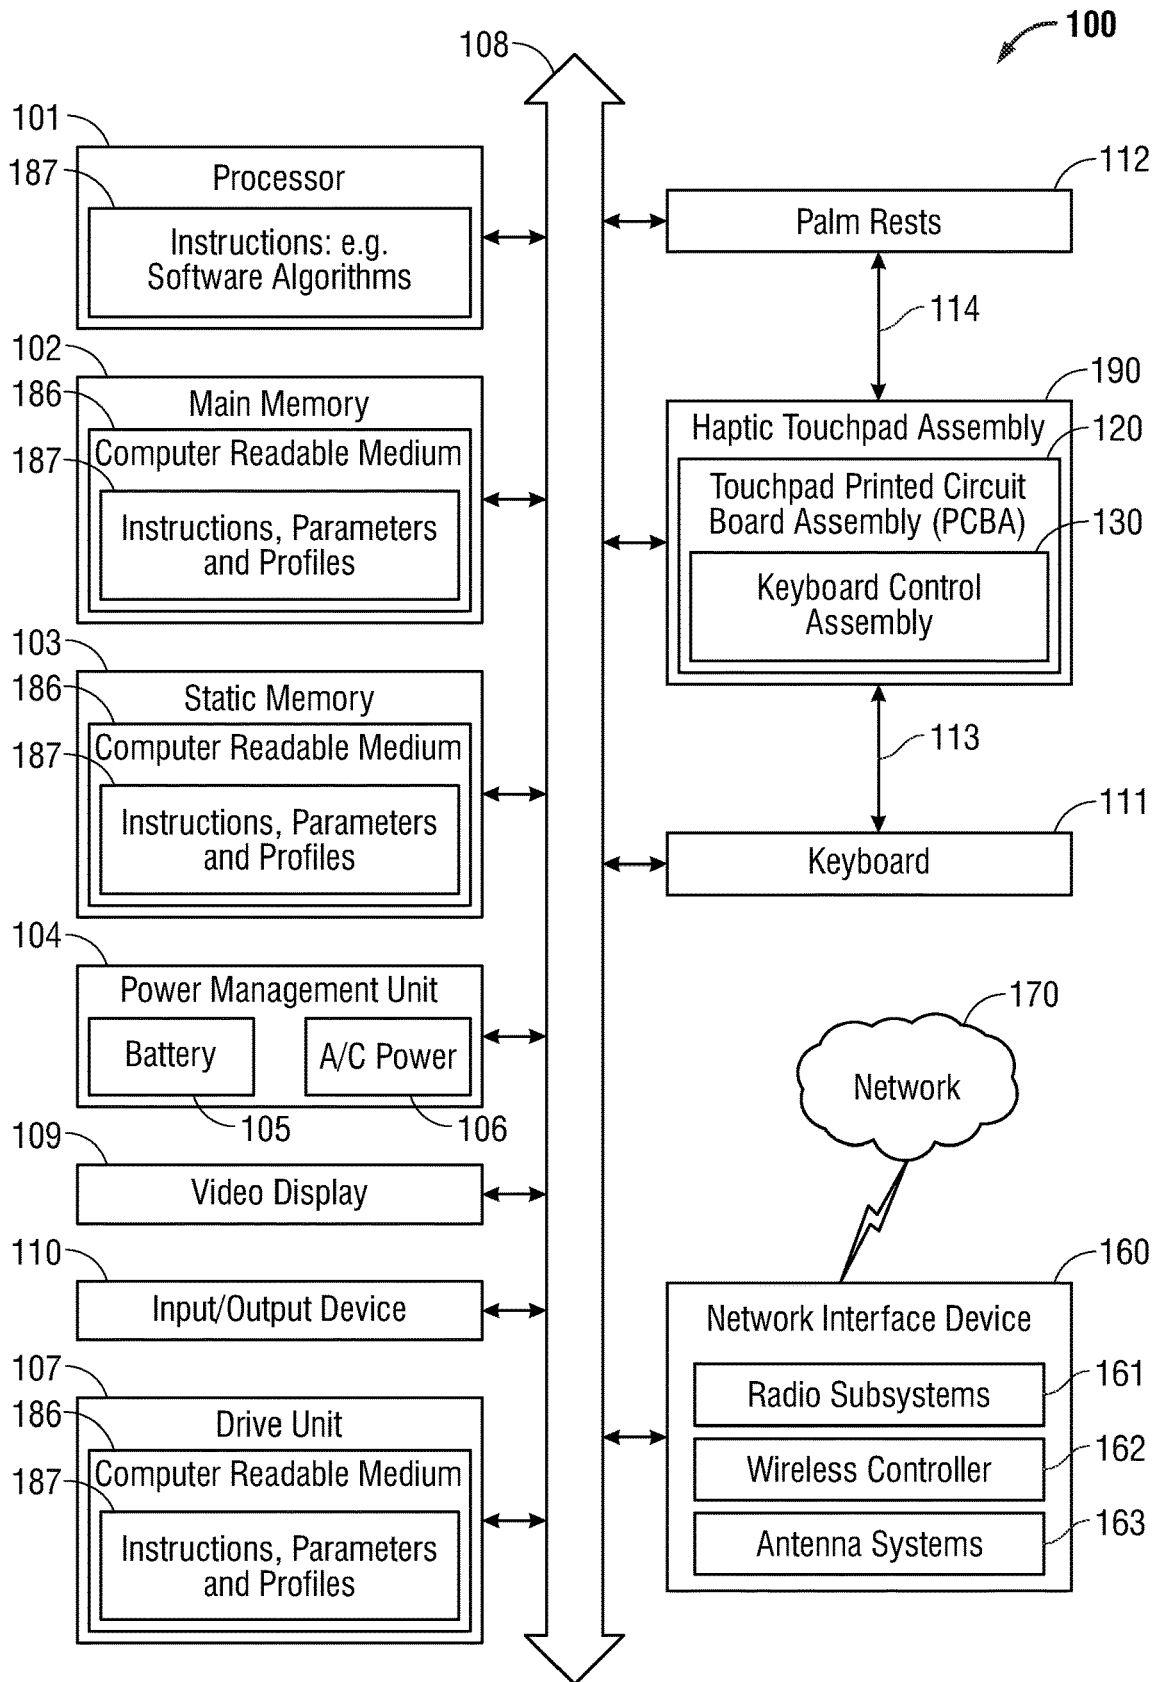 100
108
101
187
Processor
Instructions: e.g.
Software Algorithms
102
186
Main Memory
Computer Readable Medium
187
Instructions, Parameters
and Profiles
103
186
Static Memory
Computer Readable Medium
187
Instructions, Parameters
and Profiles
104
Power Management Unit
Battery
A/C Power
105
106
109
Video Display
110
Input/Output Device
107
186
Drive Unit
Computer Readable Medium
187
Instructions, Parameters
and Profiles
112
Palm Rests
114
190
Haptic Touchpad Assembly
120
Touchpad Printed Circuit
Board Assembly (PCBA)
130
Keyboard Control
Assembly
113
111
Keyboard
170
Network
160
Network Interface Device
161
Radio Subsystems
162
Wireless Controller
163
Antenna Systems